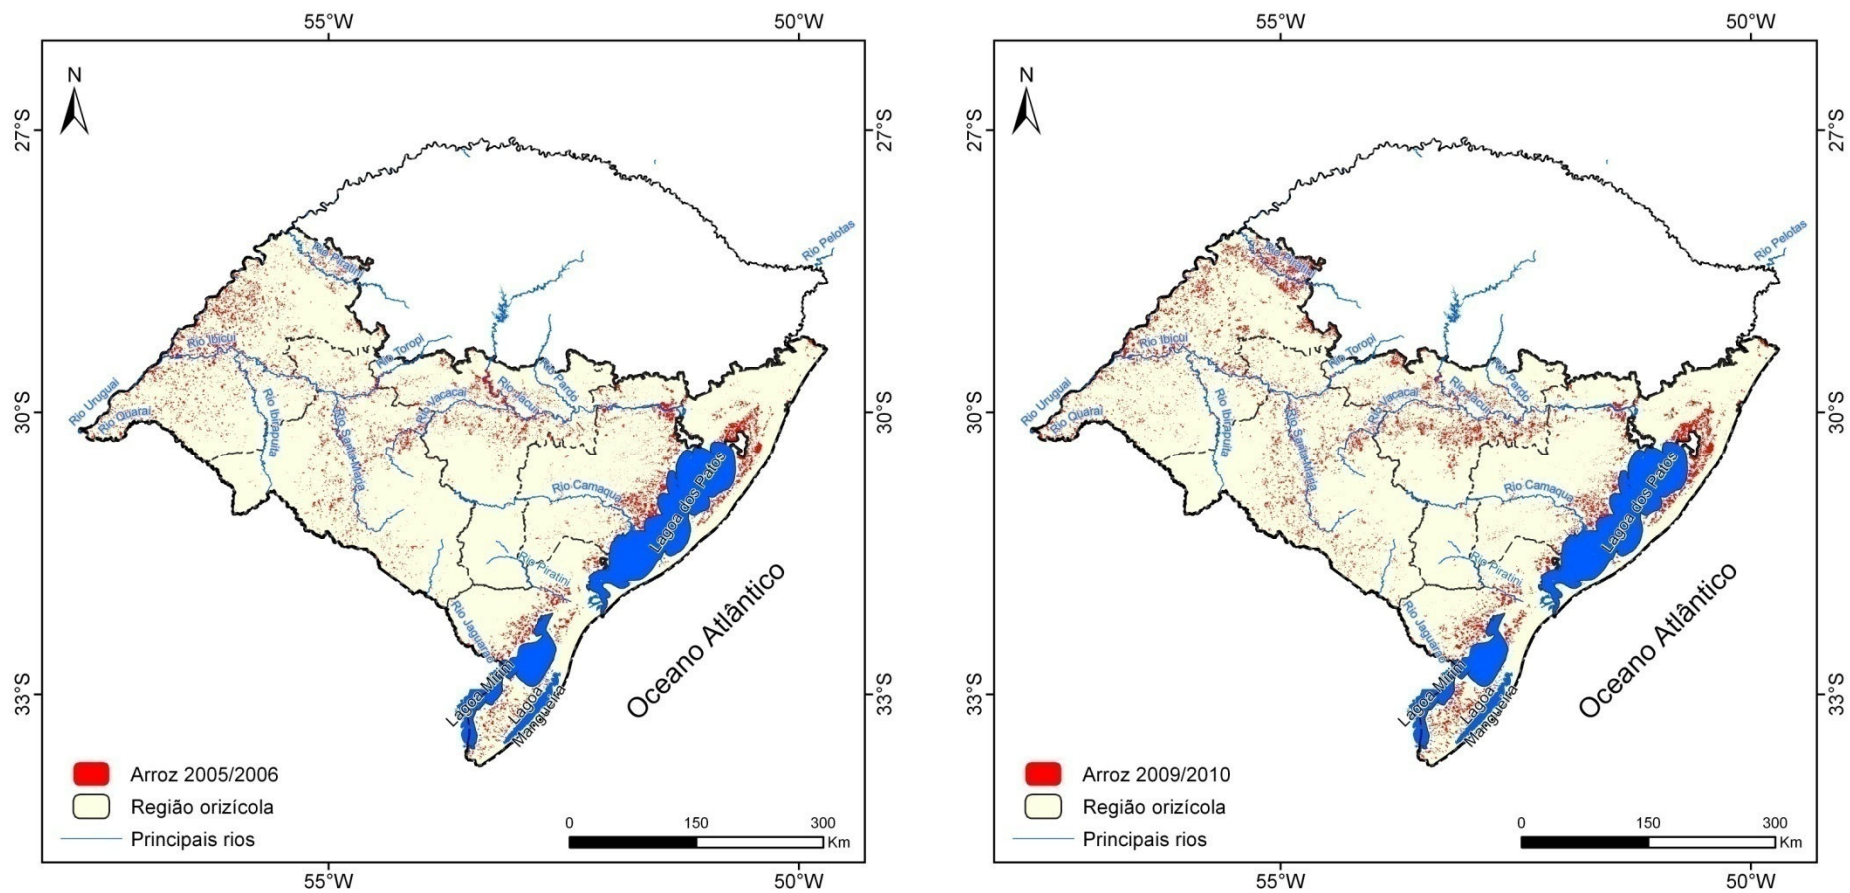 55°W 50°W
N
27°S 27°S
Rio Pelotas
Rio Piratini
Rio Ibicuí
Rio Toropi
Rio Pardo
Rio Uruguai
Rio Quaraí
Rio Ibirapuitã
Rio Santa Maria
Rio Vacacaí
Rio Jacuí
30°S 30°S
Rio Camaquã
Lagoa dos Patos
Rio Piratini
Rio Jaguarão
Oceano Atlântico
Lagoa Mirim
Lagoa
Mangueira
33°S 33°S
Arroz 2005/2006
Região orizícola
Principais rios
0 150 300
Km
55°W 50°W
55°W 50°W
N
27°S 27°S
Rio Pelotas
Rio Piratini
Rio Ibicuí
Rio Toropi
Rio Pardo
Rio Uruguai
Rio Quaraí
Rio Ibirapuitã
Rio Santa Maria
Rio Vacacaí
Rio Jacuí
30°S 30°S
Rio Camaquã
Lagoa dos Patos
Rio Piratini
Rio Jaguarão
Oceano Atlântico
Lagoa Mirim
Lagoa
Mangueira
33°S 33°S
Arroz 2009/2010
Região orizícola
Principais rios
0 150 300
Km
55°W 50°W